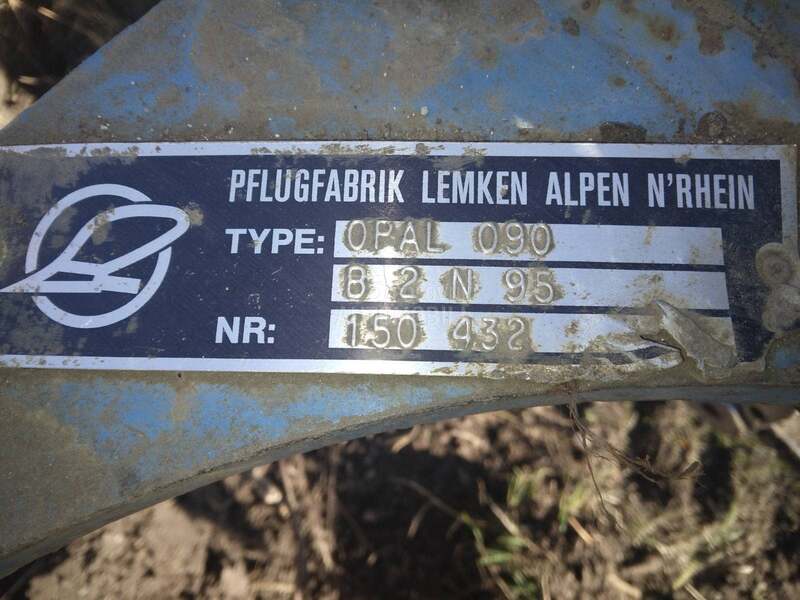 PFLUGFABRIK LEMKEN ALPEN N'RHEIN
TYPE: OPAL 090
B 2 N 95
NR: 150 432